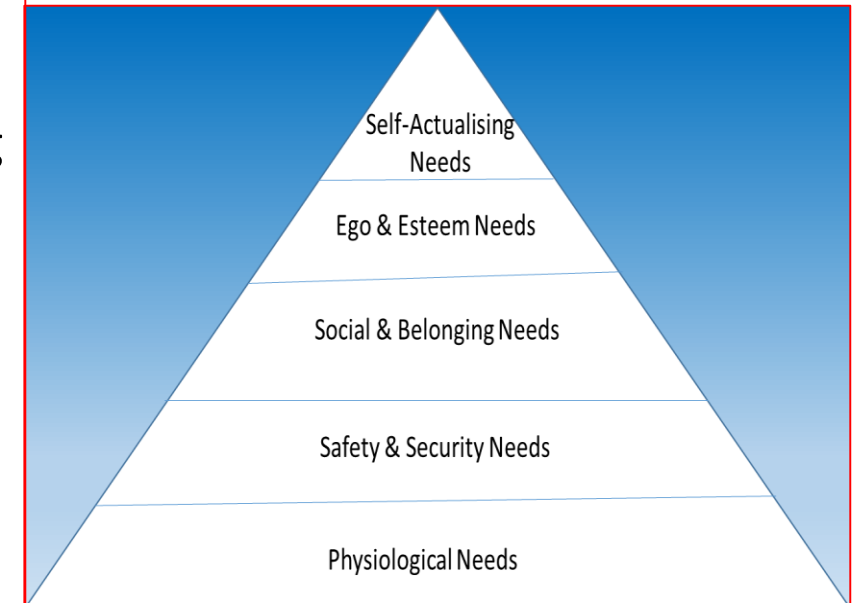 Self-Actualising
Needs
Ego & Esteem Needs
Social & Belonging Needs
Safety & Security Needs
Physiological Needs